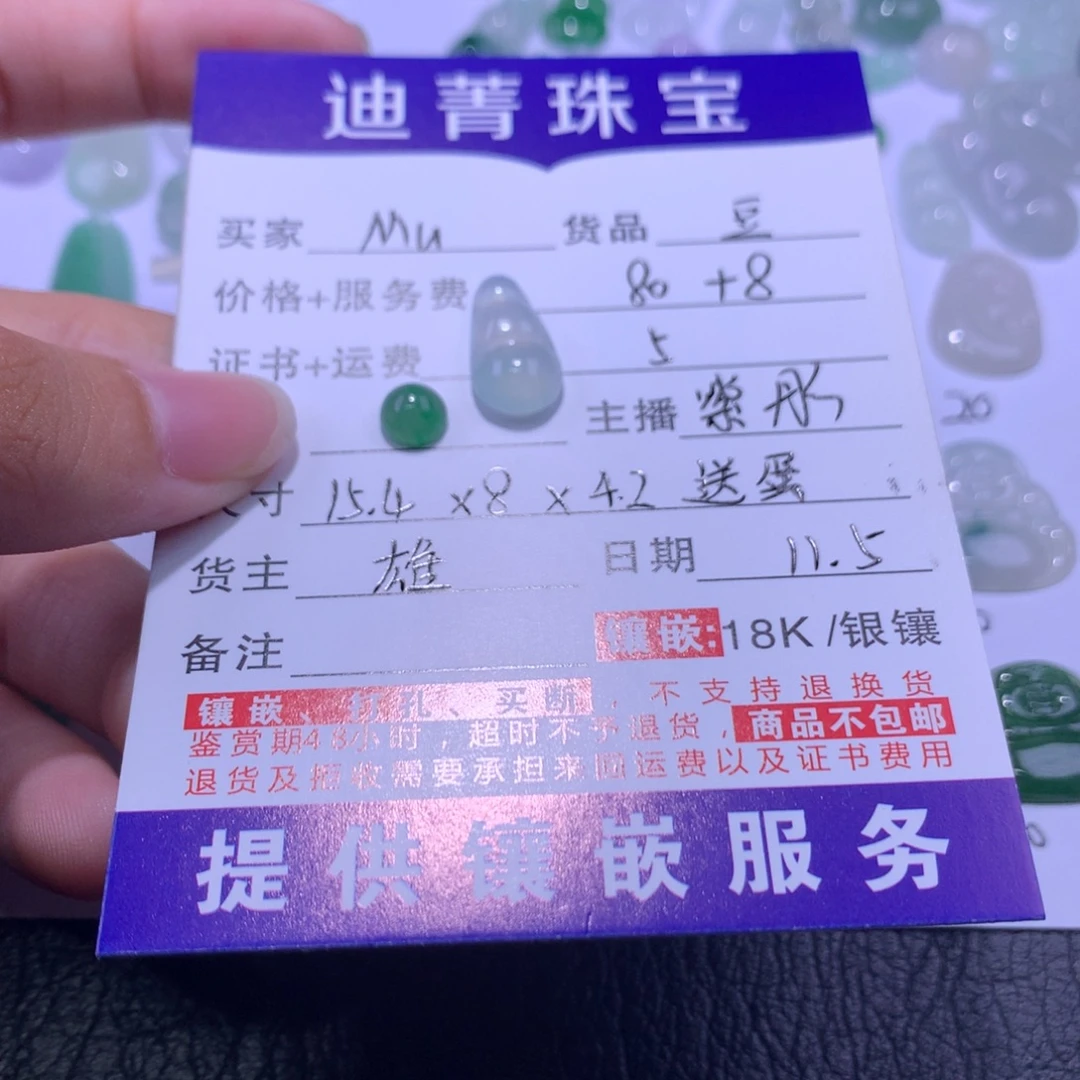 迪菁珠宝
买家 Mu 货品 豆
价格+服务费 80 +8
证书+运费 5
主播 紫彤
寸 15.4 ×8 × 4.2 送蛋
货主 雄 日期 11.5
备注 镶嵌:18K /银镶
镶嵌、打孔、买断，不支持退换货
鉴赏期48小时，超时不予退货，商品不包邮
退货及拒收需要承担来回运费以及证书费用
提供镶嵌服务
20